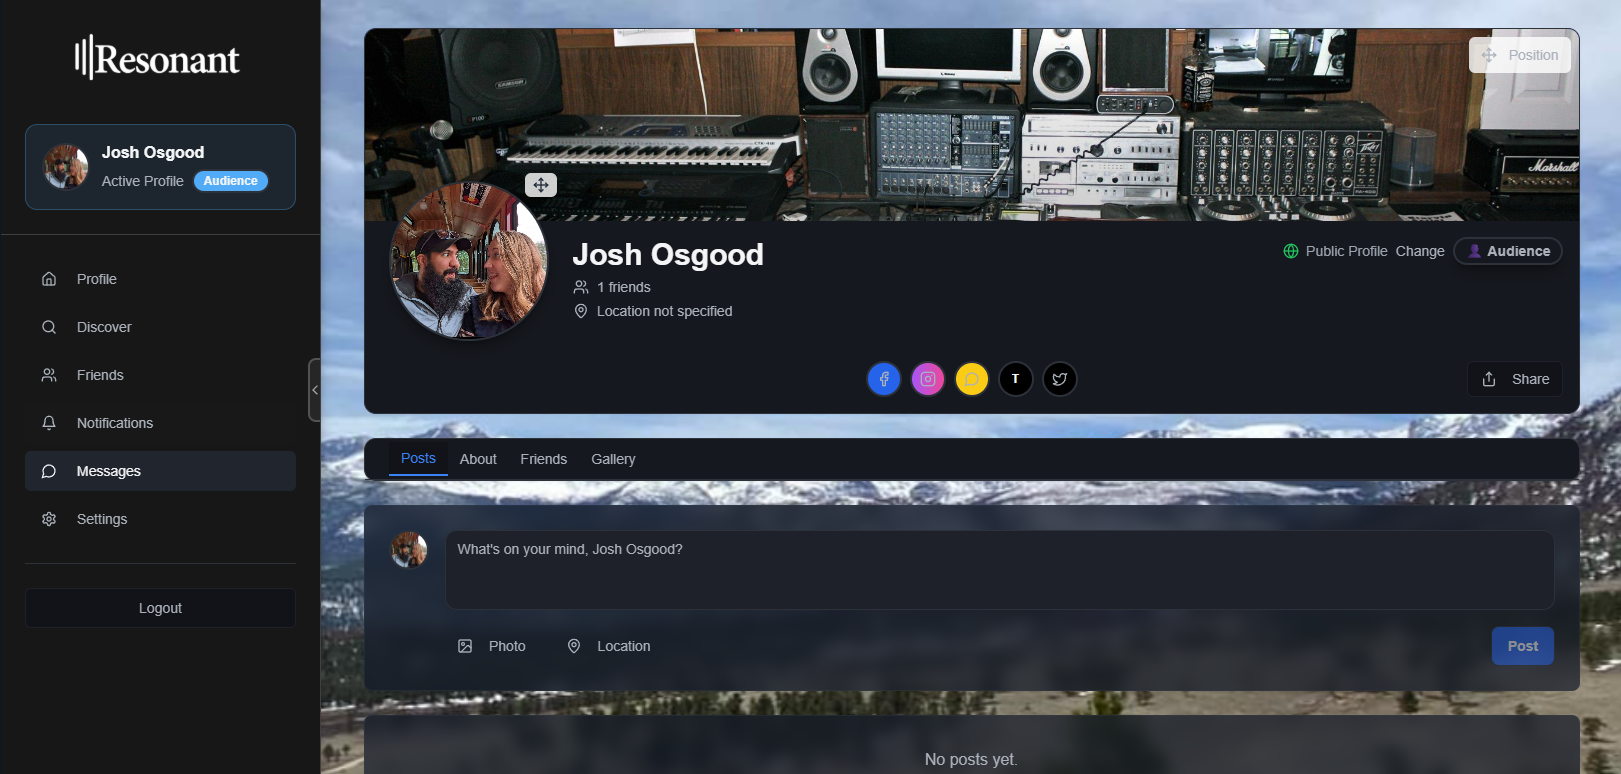 Resonant
Josh Osgood
Active Profile Audience
Profile
Discover
Friends
Notifications
Messages
Settings
Logout
Position
Marshall
Josh Osgood
1 friends
Location not specified
Public Profile Change Audience
T
Share
Posts About Friends Gallery
What's on your mind, Josh Osgood?
Photo Location
Post
No posts yet.